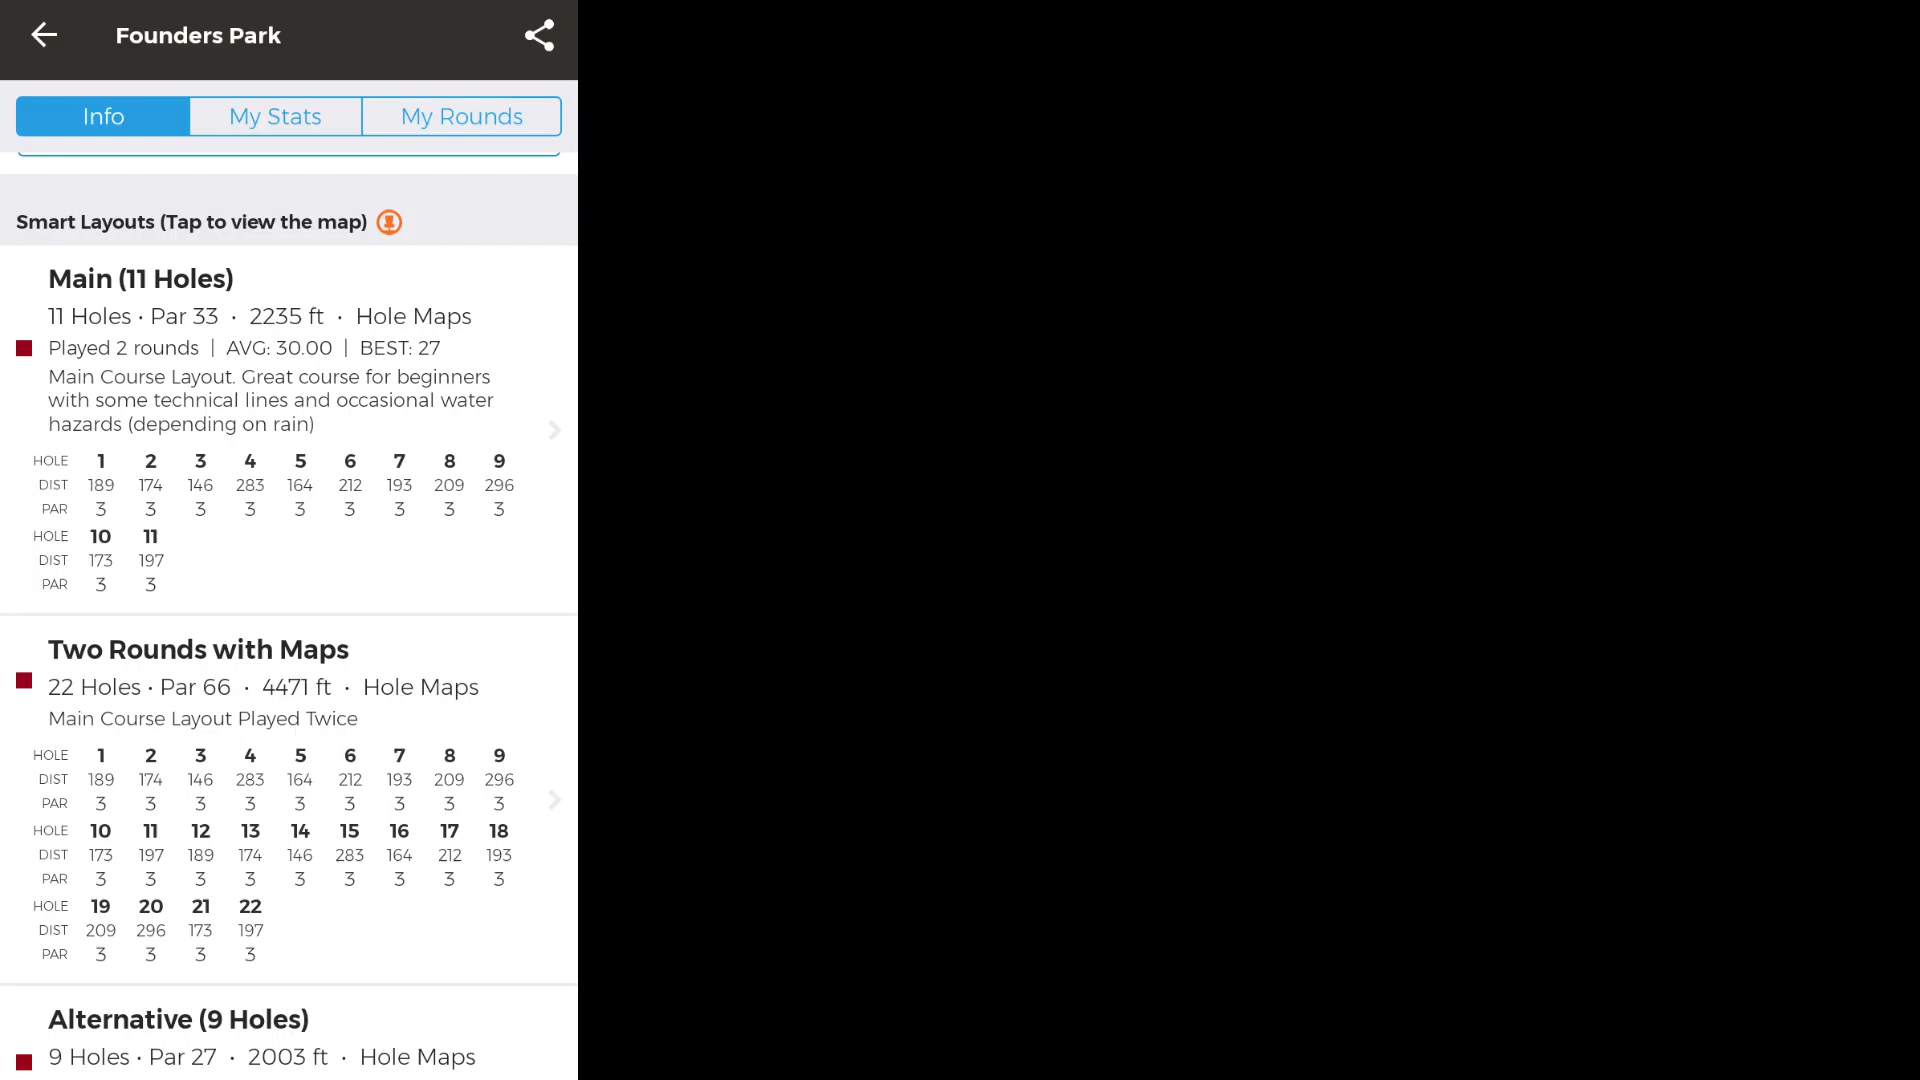 Founders Park
Info My Stats My Rounds
Smart Layouts (Tap to view the map)
Main (11 Holes)
11 Holes • Par 33 • 2235 ft • Hole Maps
Played 2 rounds | AVG: 30.00 | BEST: 27
Main Course Layout. Great course for beginners
with some technical lines and occasional water
hazards (depending on rain)
HOLE 1 2 3 4 5 6 7 8 9
DIST 189 174 146 283 164 212 193 209 296
PAR 3 3 3 3 3 3 3 3 3
HOLE 10 11
DIST 173 197
PAR 3 3
Two Rounds with Maps
22 Holes • Par 66 • 4471 ft • Hole Maps
Main Course Layout Played Twice
HOLE 1 2 3 4 5 6 7 8 9
DIST 189 174 146 283 164 212 193 209 296
PAR 3 3 3 3 3 3 3 3 3
HOLE 10 11 12 13 14 15 16 17 18
DIST 173 197 189 174 146 283 164 212 193
PAR 3 3 3 3 3 3 3 3 3
HOLE 19 20 21 22
DIST 209 296 173 197
PAR 3 3 3 3
Alternative (9 Holes)
9 Holes • Par 27 • 2003 ft • Hole Maps